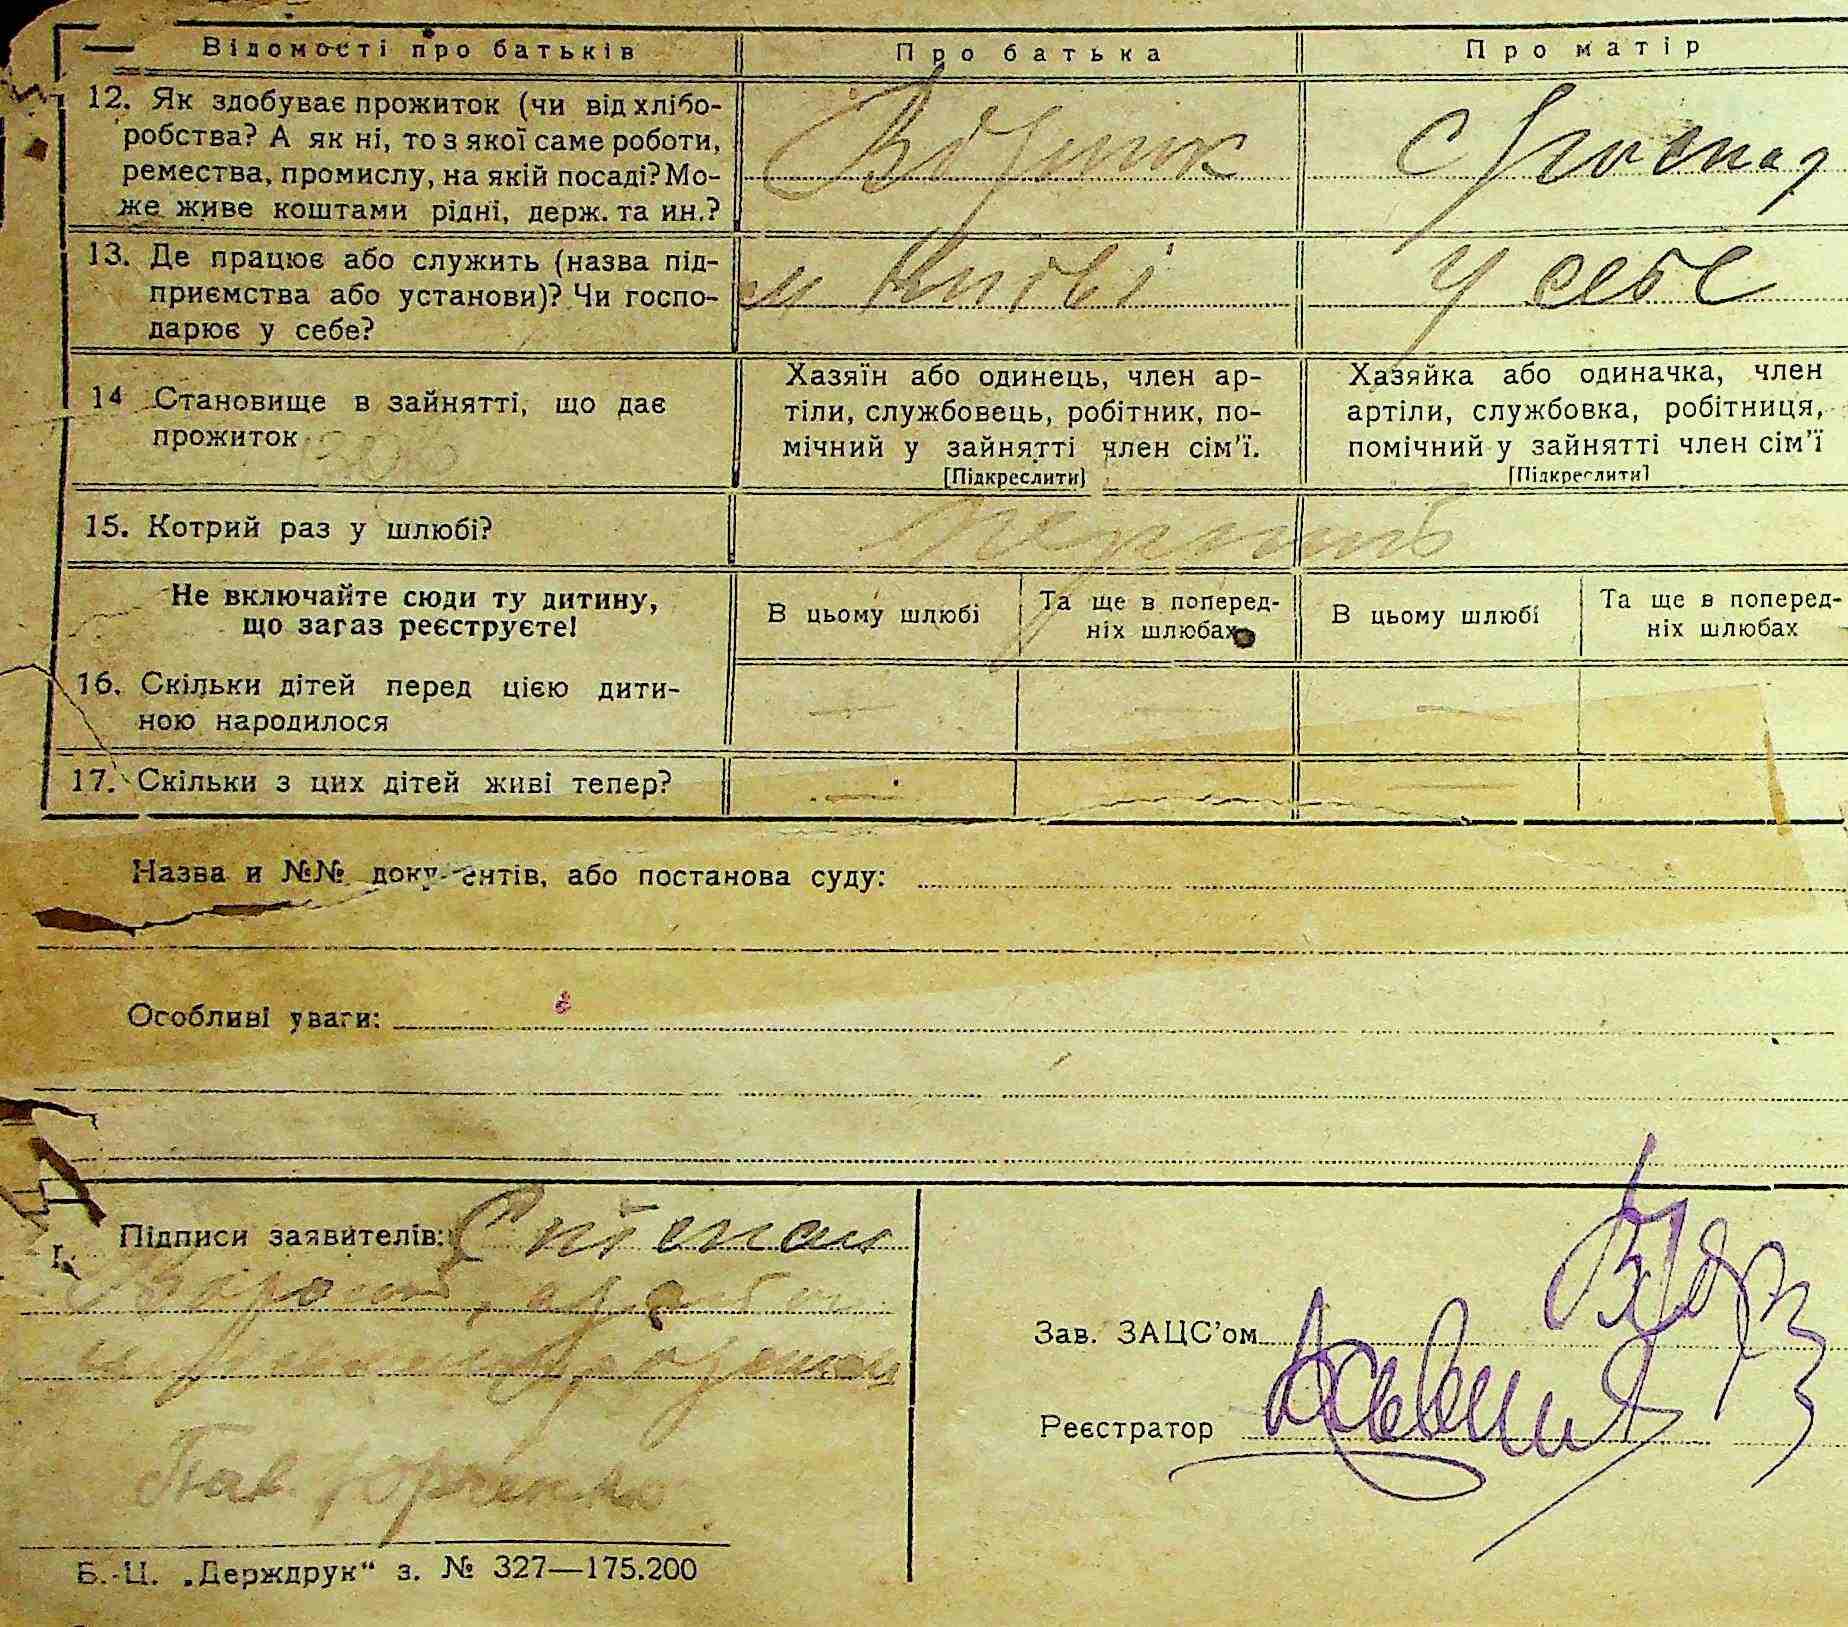 Відомості про батьків
Про батька
Про матір
12. Як здобуває прожиток (чи від хлібо-
робства? А як ні, то з якої саме роботи,
ремества, промислу, на якій посаді? Мо-
же живе коштами рідні, держ. та ин.?
13. Де працює або служить (назва під-
приємства або установи)? Чи госпо-
дарює у себе?
у себе
14 Становище в зайнятті, що дає
прожиток
Хазяїн або одинець, член ар-
тіли, службовець, робітник, по-
мічний у зайнятті член сім'ї.
[Підкреслити]
Хазяйка або одиначка, член
артіли, службовка, робітниця,
помічний у зайнятті член сім'ї
[Підкреслити]
15. Котрий раз у шлюбі?
Не включайте сюди ту дитину,
що зараз реєструєте!
В цьому шлюбі
Та ще в поперед-
ніх шлюбах
В цьому шлюбі
Та ще в поперед-
ніх шлюбах
16. Скільки дітей перед цією дити-
ною народилося
— — —
17. Скільки з цих дітей живі тепер?
— —
Назва и №№ документів, або постанова суду:
Особливі уваги:
Підписи заявителів: Степан
Зав. ЗАЦС'ом
Реєстратор
Б.-Ц. „Держдрук" з. № 327—175.200